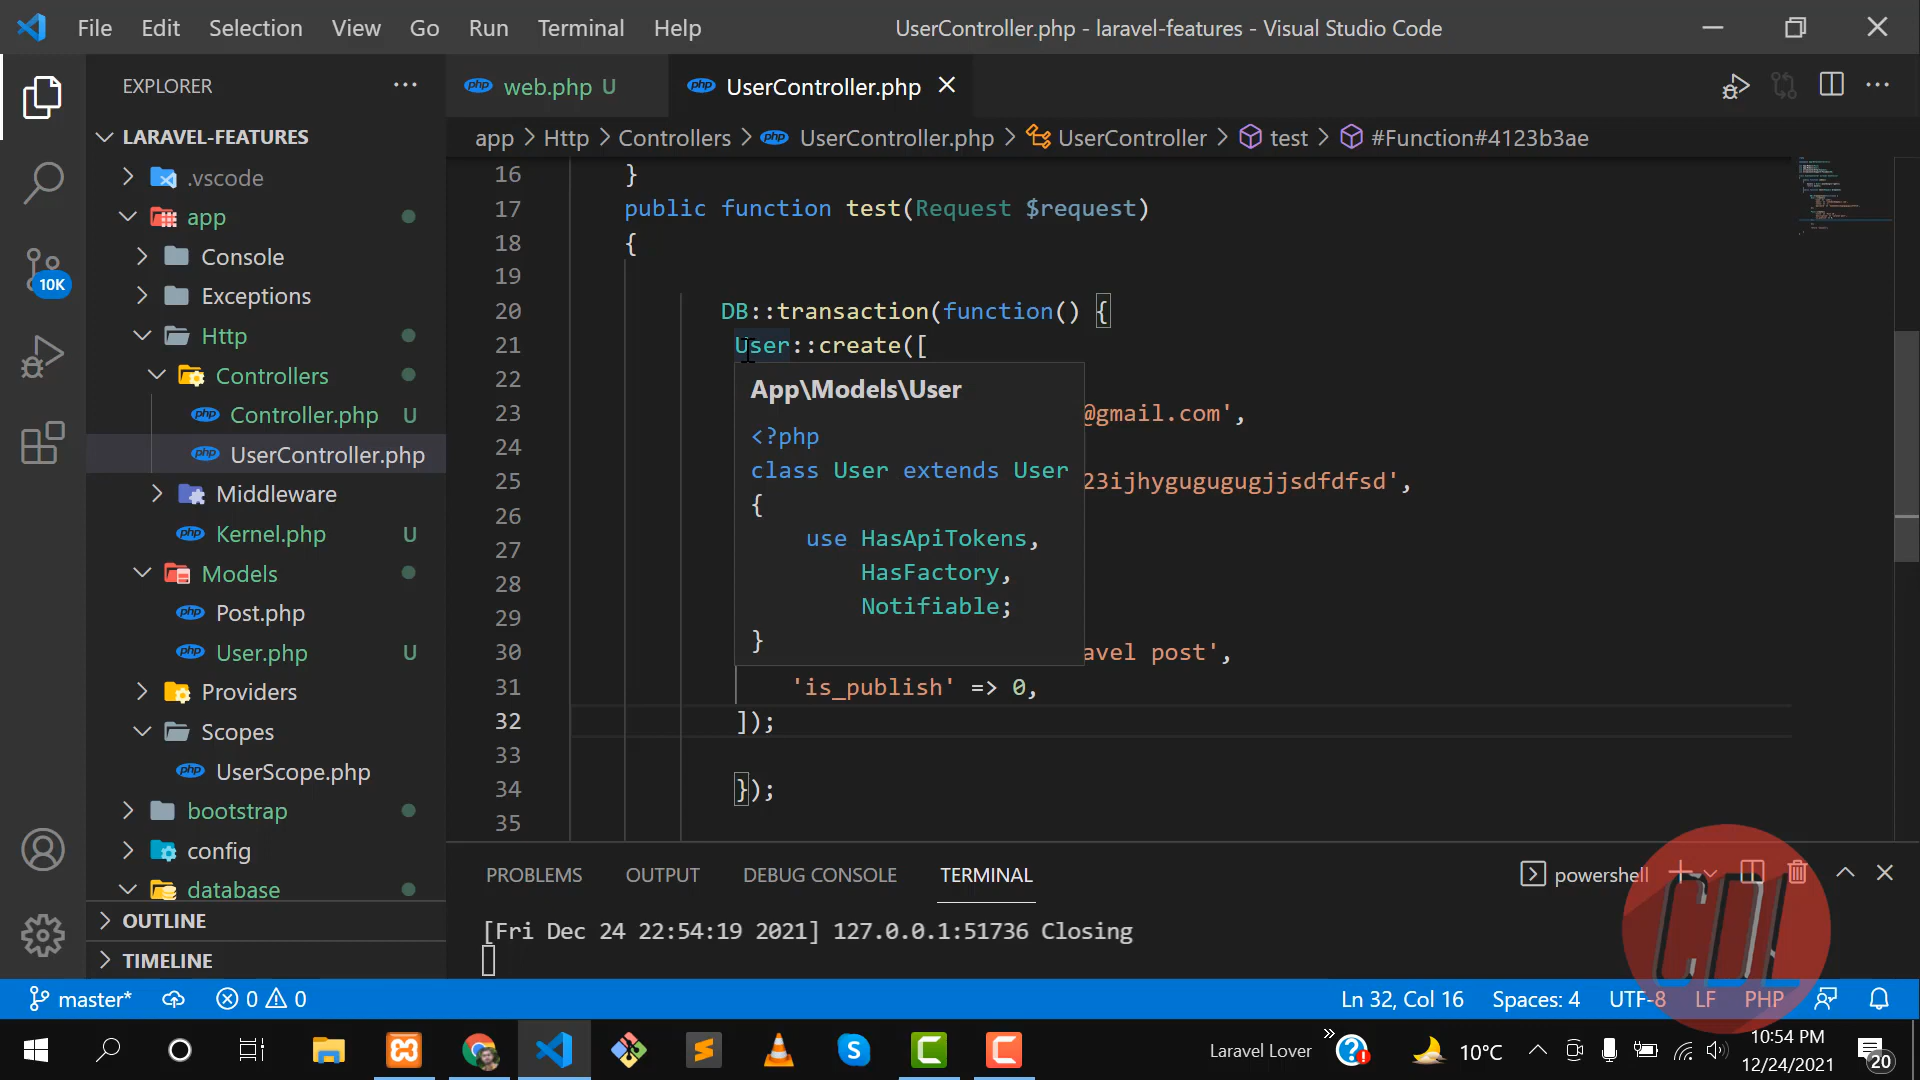 File Edit Selection View Go Run Terminal Help
UserController.php - laravel-features - Visual Studio Code
EXPLORER
LARAVEL-FEATURES
.vscode
app
Console
Exceptions
Http
Controllers
Controller.php U
UserController.php
Middleware
Kernel.php U
Models
Post.php
User.php U
Providers
Scopes
UserScope.php
bootstrap
config
database
OUTLINE
TIMELINE
10K
php web.php U
php UserController.php
app > Http > Controllers > php UserController.php > UserController > test > #Function#4123b3ae
16 }
17 public function test(Request $request)
18 {
19
20 DB::transaction(function() {
21 User::create([
22
23 @gmail.com',
24
25 23ijhygugugugjjsdfdfsd',
26
27
28
29
30 avel post',
31 'is_publish' => 0,
32 ]);
33
34 });
35
App\Models\User
<?php
class User extends User
{
use HasApiTokens,
HasFactory,
Notifiable;
}
PROBLEMS OUTPUT DEBUG CONSOLE TERMINAL
powershell
[Fri Dec 24 22:54:19 2021] 127.0.0.1:51736 Closing
CDL
master* 0 0
Ln 32, Col 16 Spaces: 4 UTF-8 LF PHP
Laravel Lover
10°C
10:54 PM
12/24/2021
20